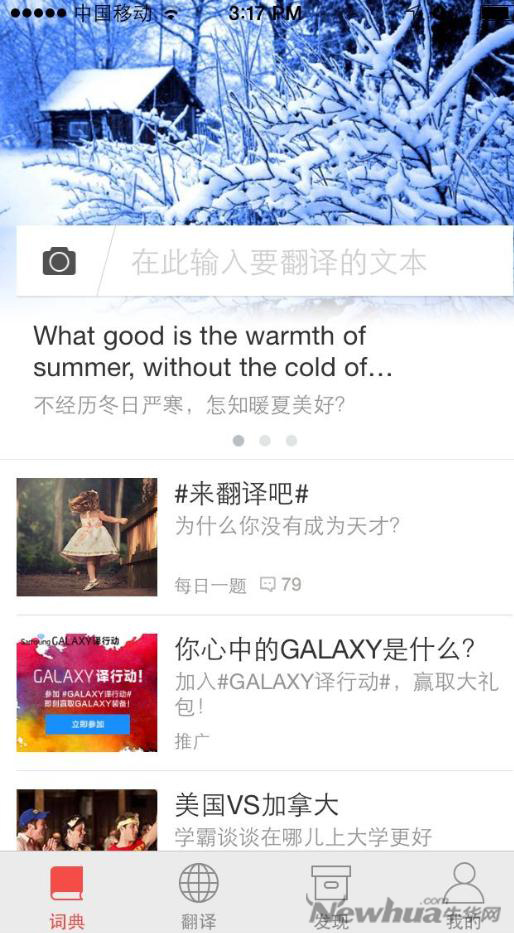 中国移动 3:17 PM
在此输入要翻译的文本
What good is the warmth of
summer, without the cold of...
不经历冬日严寒，怎知暖夏美好？
#来翻译吧#
为什么你没有成为天才？
每日一题 79
Samsung GALAXY译行动
GALAXY译行动！
参加 #GALAXY译行动#
即刻赢取GALAXY装备！
立即参加
你心中的GALAXY是什么？
加入#GALAXY译行动#，赢取大礼
包！
推广
美国VS加拿大
学霸谈谈在哪儿上大学更好
词典 翻译 发现 我的
Newhua.com 牛华网